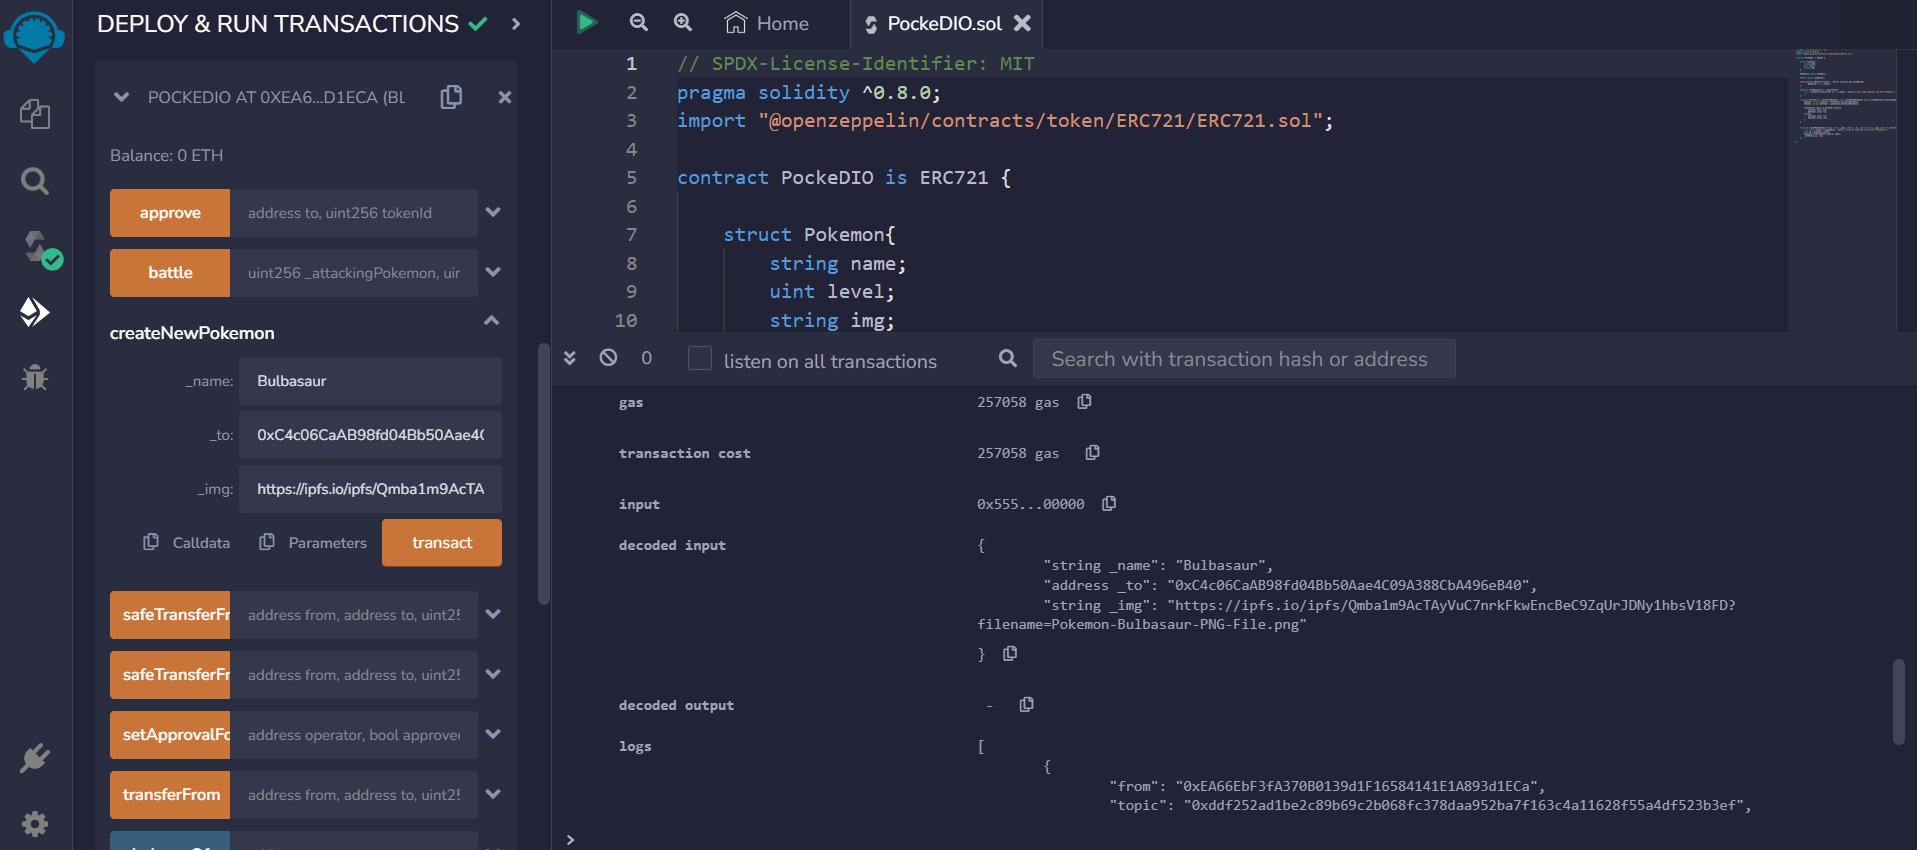 DEPLOY & RUN TRANSACTIONS
POCKEDIO AT 0XEA6...D1ECA (BL
Balance: 0 ETH
approve
address to, uint256 tokenId
battle
uint256 _attackingPokemon, uir
createNewPokemon
_name:
Bulbasaur
_to:
0xC4c06CaAB98fd04Bb50Aae4C
_img:
https://ipfs.io/ipfs/Qmba1m9AcTA
Calldata
Parameters
transact
safeTransferFr
address from, address to, uint25
safeTransferFr
address from, address to, uint25
setApprovalFo
address operator, bool approved
transferFrom
address from, address to, uint25
Home
PockeDIO.sol
1 // SPDX-License-Identifier: MIT
2 pragma solidity ^0.8.0;
3 import "@openzeppelin/contracts/token/ERC721/ERC721.sol";
4
5 contract PockeDIO is ERC721 {
6
7 struct Pokemon{
8 string name;
9 uint level;
10 string img;
0
listen on all transactions
Search with transaction hash or address
gas 257058 gas
transaction cost 257058 gas
input 0x555...00000
decoded input {
"string _name": "Bulbasaur",
"address _to": "0xC4c06CaAB98fd04Bb50Aae4C09A388CbA496eB40",
"string _img": "https://ipfs.io/ipfs/Qmba1m9AcTAyVuC7nrkFkwEncBeC9ZqUrJDNy1hbsV18FD?
filename=Pokemon-Bulbasaur-PNG-File.png"
}
decoded output -
logs [
{
"from": "0xEA66EbF3fA370B0139d1F16584141E1A893d1ECa",
"topic": "0xddf252ad1be2c89b69c2b068fc378daa952ba7f163c4a11628f55a4df523b3ef",
>